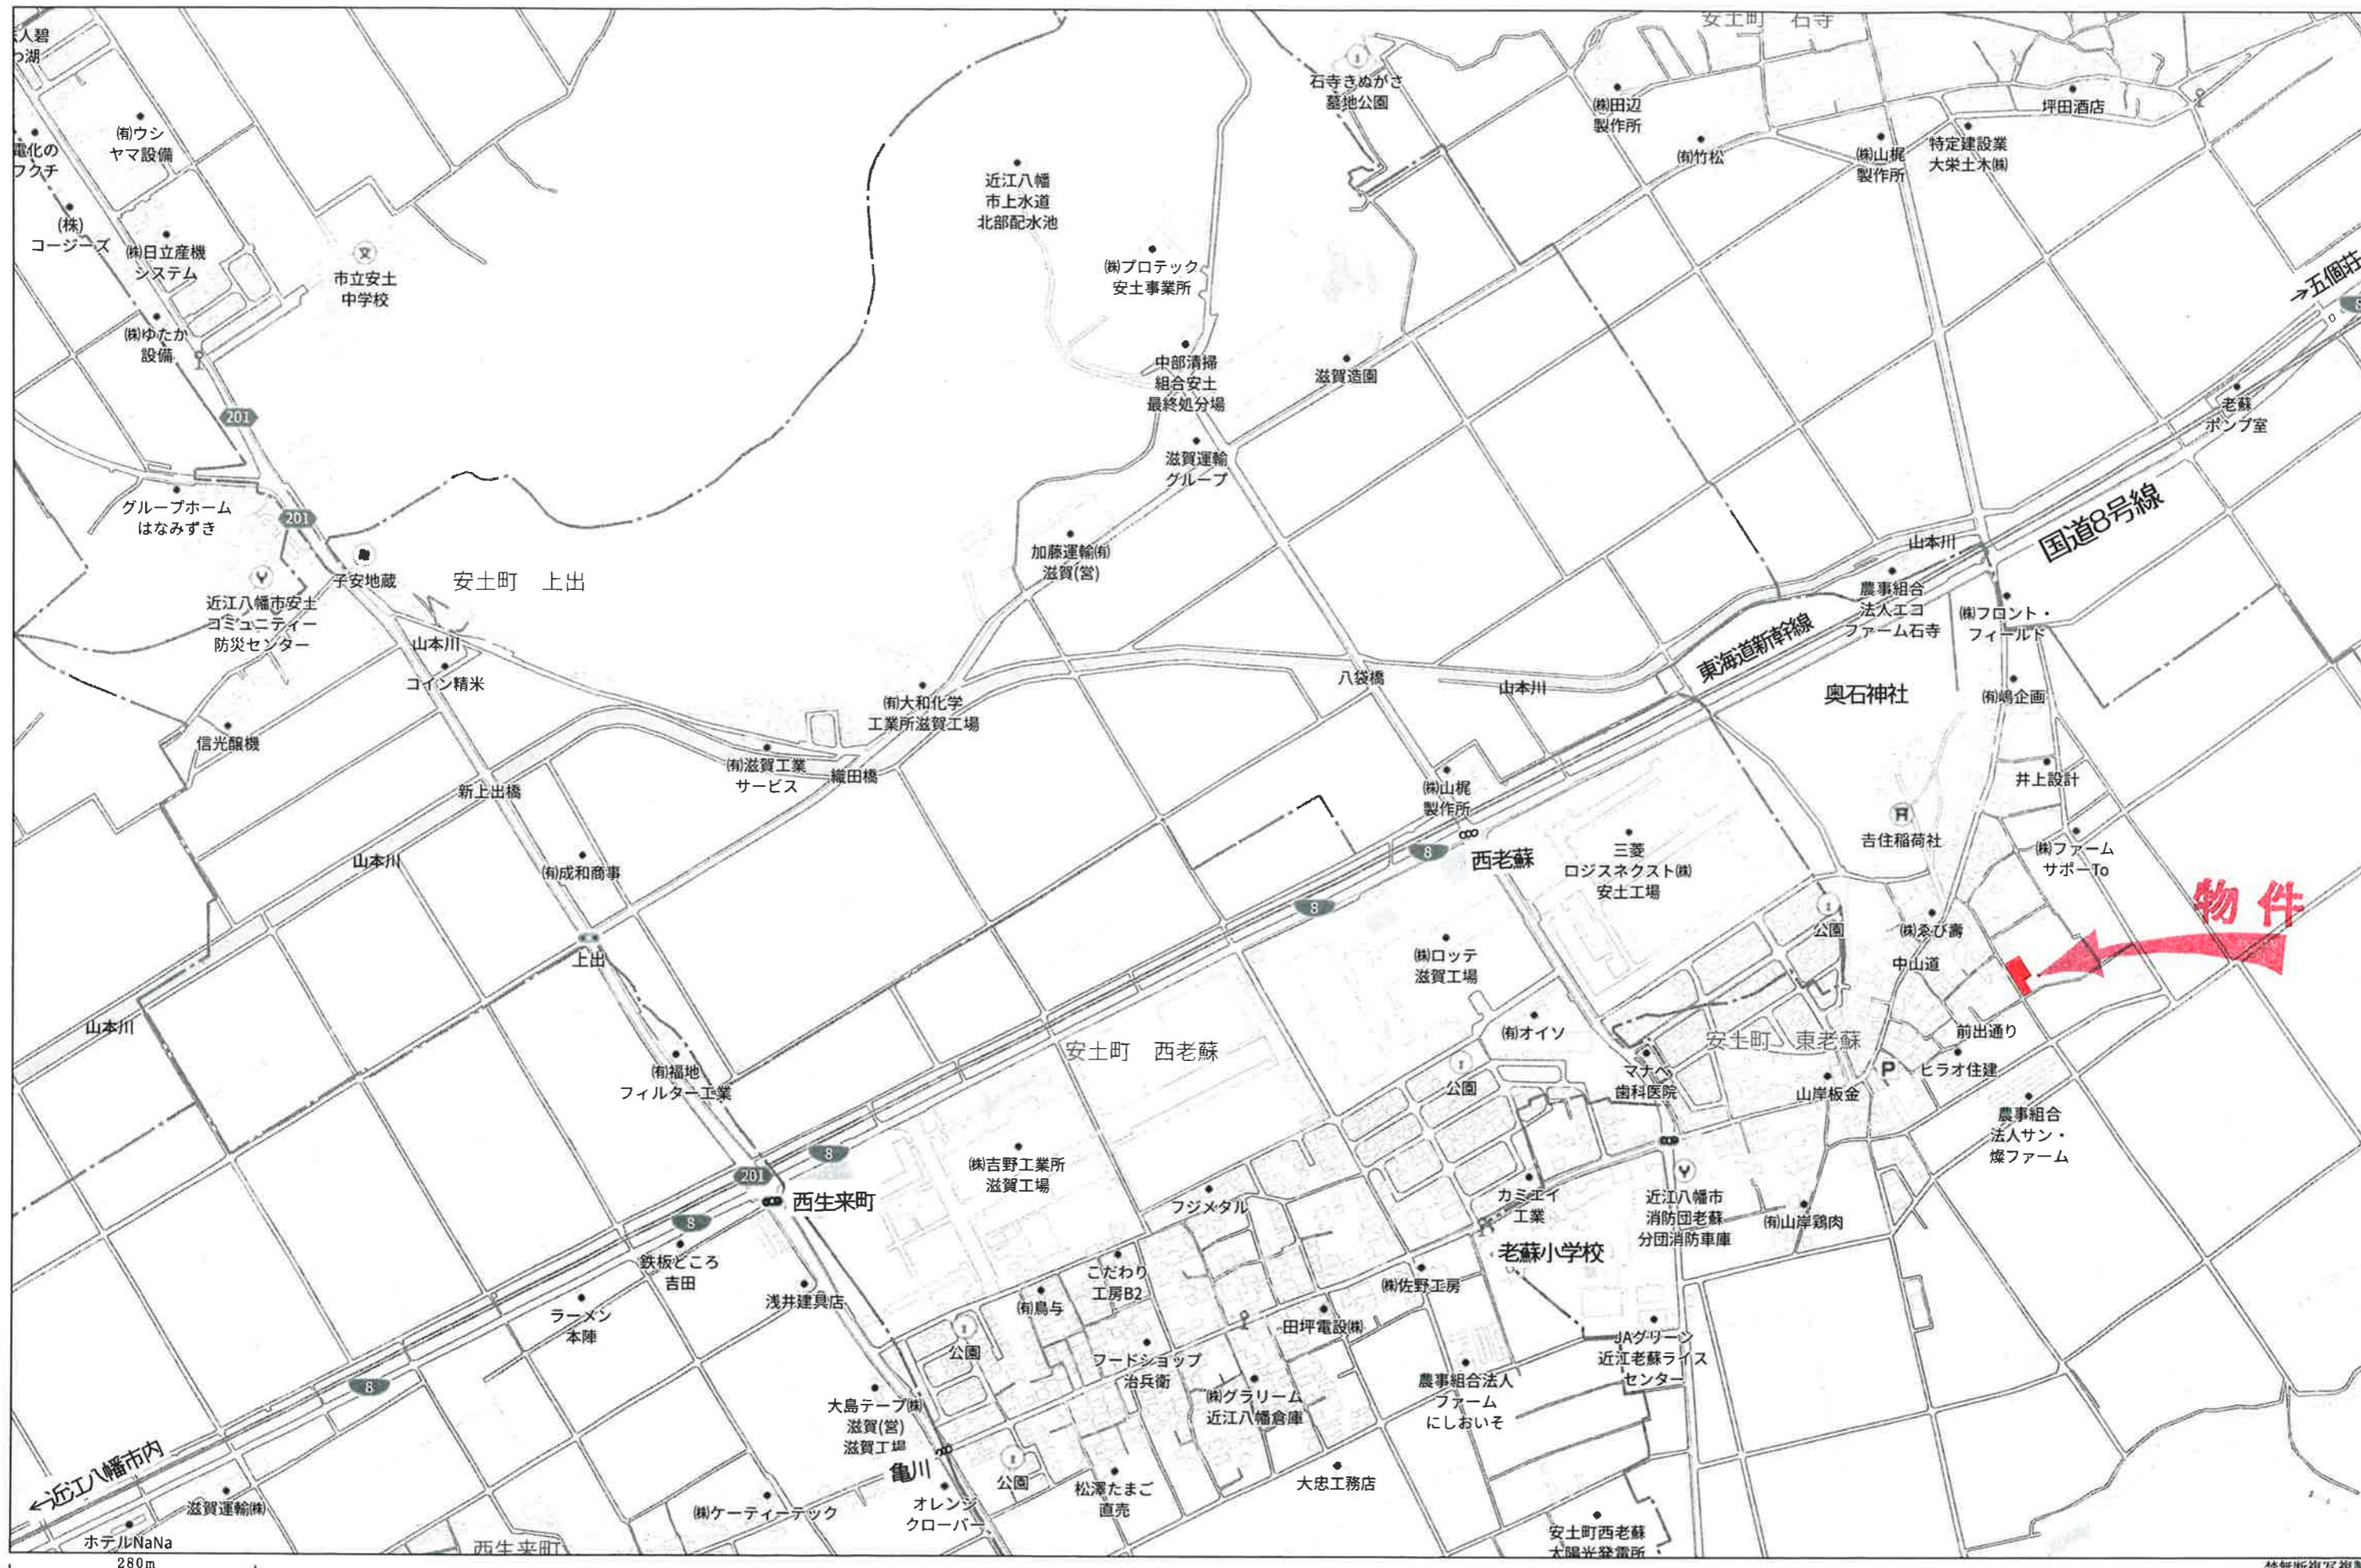 安土町 石寺
石寺きぬがさ
墓地公園
㈱田辺
製作所
坪田酒店
㈲ウシ
ヤマ設備
電化の
フクチ
㈲竹松
㈱山梶
製作所
特定建設業
大栄土木㈱
近江八幡
市上水道
北部配水池
(株)
コージーズ
㈱日立産機
システム
市立安土
中学校
㈱プロテック
安土事業所
→五個荘
8
㈱ゆたか
設備
中部清掃
組合安土
最終処分場
滋賀造園
201
老蘇
ポンプ室
滋賀運輸
グループ
グループホーム
はなみずき
201
国道8号線
加藤運輸㈲
滋賀(営)
山本川
子安地蔵
安土町 上出
近江八幡市安土
コミュニティー
防災センター
農事組合
法人エコ
ファーム石寺
㈱フロント・
フィールド
山本川
コイン精米
東海道新幹線
八袋橋
山本川
奥石神社
㈲嶋企画
㈲大和化学
工業所滋賀工場
信光醸機
㈲滋賀工業
サービス
織田橋
新上出橋
㈱山梶
製作所
井上設計
山本川
㈲成和商事
8
西老蘇
三菱
ロジスネクスト㈱
安土工場
吉住稲荷社
㈱ファーム
サポーTo
物件
8
公園
㈱ゑび壽
㈱ロッテ
滋賀工場
中山道
上出
山本川
㈲オイソ
前出通り
安土町 西老蘇
安土町 東老蘇
㈲福地
フィルター工業
公園
マナベ
歯科医院
P
ヒラオ住建
山岸板金
農事組合
法人サン・
燦ファーム
8
㈱吉野工業所
滋賀工場
201
西生来町
8
フジメタル
カミエイ
工業
近江八幡市
消防団老蘇
分団消防車庫
㈲山岸鶏肉
老蘇小学校
鉄板どころ
吉田
こだわり
工房B2
㈱佐野工房
浅井建具店
㈲鳥与
ラーメン
本陣
田坪電設㈱
公園
フードショップ
治兵衛
JAグリーン
近江老蘇ライス
センター
8
大島テープ㈱
滋賀(営)
滋賀工場
㈱グラリーム
近江八幡倉庫
農事組合法人
ファーム
にしおいそ
←近江八幡市内
亀川
公園
松澤たまご
直売
大忠工務店
滋賀運輸㈱
㈱ケーティーテック
オレンジ
クローバー
ホテルNaNa
西生来町
安土町西老蘇
太陽光発電所
280m